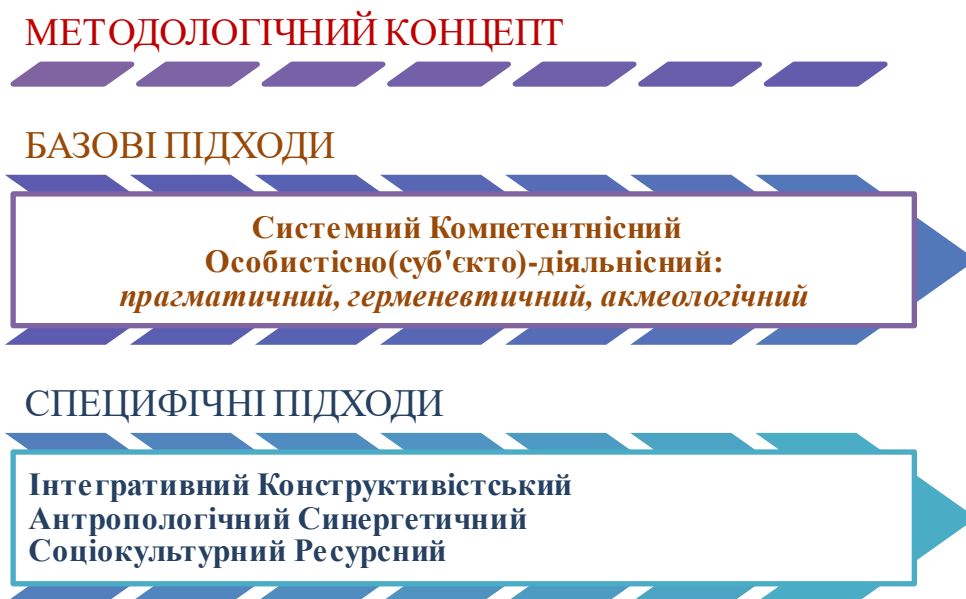 МЕТОДОЛОГІЧНИЙ КОНЦЕПТ
БАЗОВІ ПІДХОДИ
Системний Компетентнісний
Особистісно(суб'єкто)-діяльнісний:
прагматичний, герменевтичний, акмеологічний
СПЕЦИФІЧНІ ПІДХОДИ
Інтегративний Конструктивістський
Антропологічний Синергетичний
Соціокультурний Ресурсний